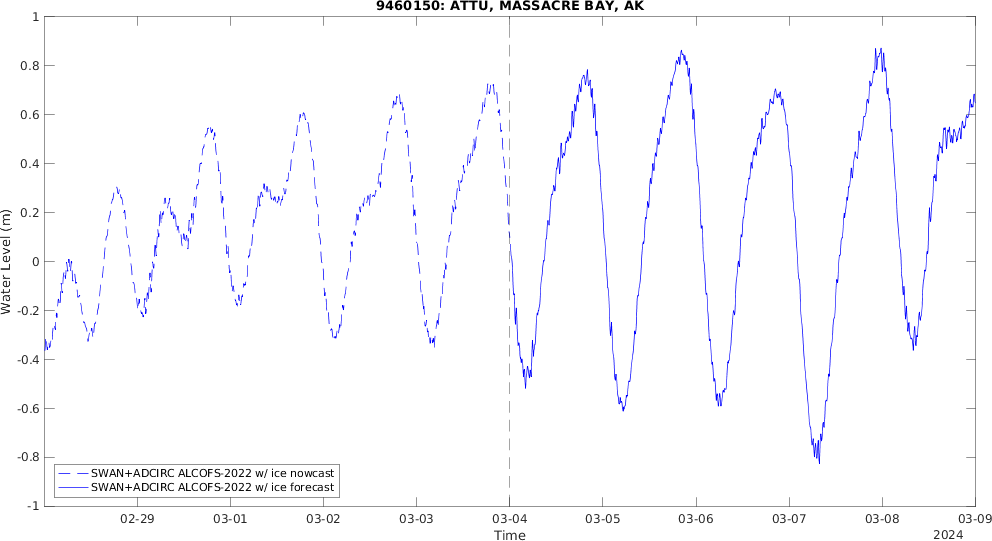 9460150: ATTU, MASSACRE BAY, AK
1
0.8
0.6
0.4
0.2
0
-0.2
-0.4
-0.6
-0.8
-1
Water Level (m)
SWAN+ADCIRC ALCOFS-2022 w/ ice nowcast
SWAN+ADCIRC ALCOFS-2022 w/ ice forecast
02-29 03-01 03-02 03-03 03-04 03-05 03-06 03-07 03-08 03-09
Time
2024